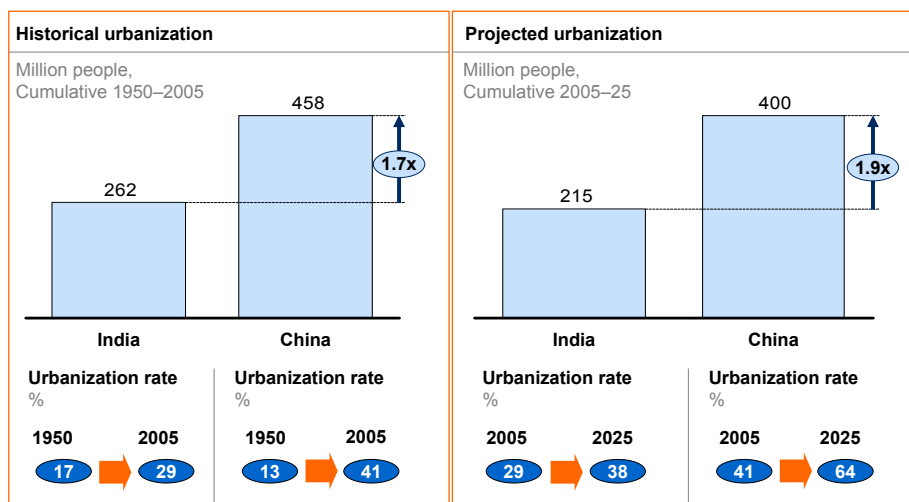 Historical urbanization
Million people,
Cumulative 1950–2005
458
1.7x
262
India
China
Urbanization rate
%
1950
2005
17
29
Urbanization rate
%
1950
2005
13
41
Projected urbanization
Million people,
Cumulative 2005–25
400
1.9x
215
India
China
Urbanization rate
%
2005
2025
29
38
Urbanization rate
%
2005
2025
41
64